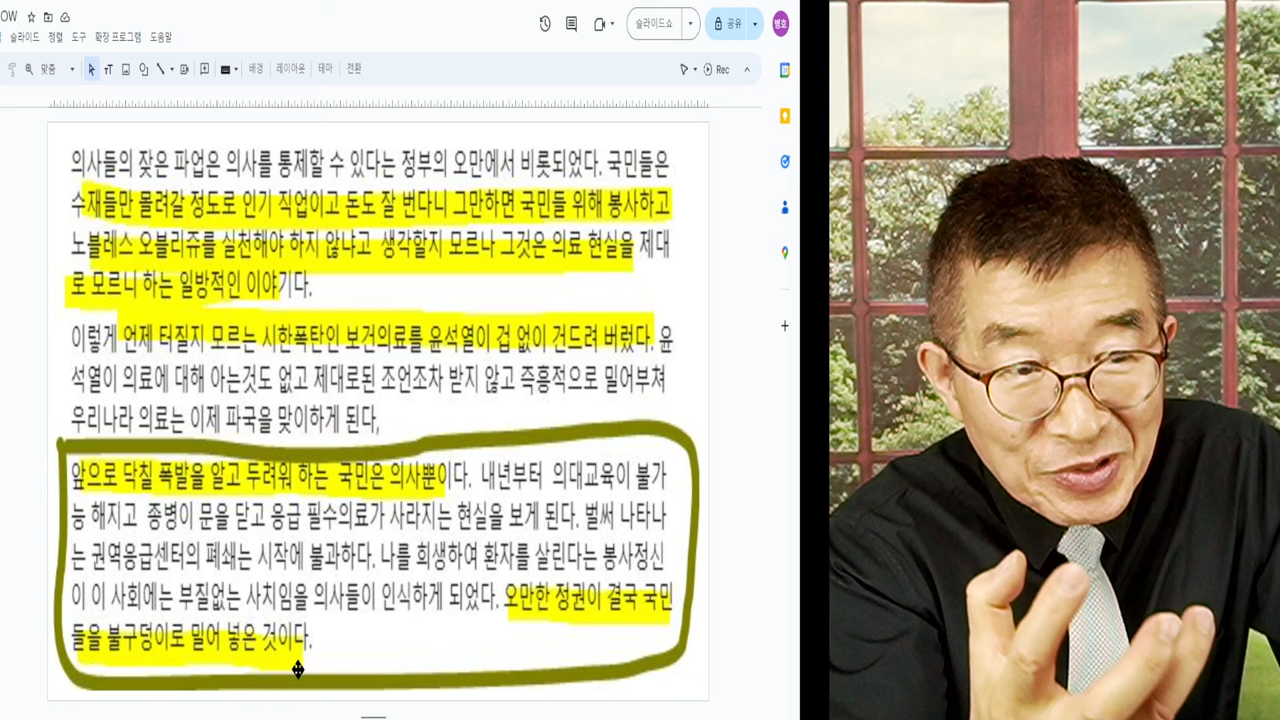 OW
슬라이드 정렬 도구 확장 프로그램 도움말
슬라이드쇼
공유
범호
맞춤
배경
레이아웃
테마
전환
Rec
의사들의 잦은 파업은 의사를 통제할 수 있다는 정부의 오만에서 비롯되었다. 국민들은
수재들만 몰려갈 정도로 인기 직업이고 돈도 잘 번다니 그만하면 국민들 위해 봉사하고
노블레스 오블리쥬를 실천해야 하지 않냐고 생각할지 모르나 그것은 의료 현실을 제대
로 모르니 하는 일방적인 이야기다.
이렇게 언제 터질지 모르는 시한폭탄인 보건의료를 윤석열이 겁 없이 건드려 버렸다. 윤
석열이 의료에 대해 아는것도 없고 제대로된 조언조차 받지 않고 즉흥적으로 밀어부쳐
우리나라 의료는 이제 파국을 맞이하게 된다,
앞으로 닥칠 폭발을 알고 두려워 하는 국민은 의사뿐이다. 내년부터 의대교육이 불가
능 해지고 종병이 문을 닫고 응급 필수의료가 사라지는 현실을 보게 된다. 벌써 나타나
는 권역응급센터의 폐쇄는 시작에 불과하다. 나를 희생하여 환자를 살린다는 봉사정신
이 이 사회에는 부질없는 사치임을 의사들이 인식하게 되었다. 오만한 정권이 결국 국민
들을 불구덩이로 밀어 넣은 것이다.